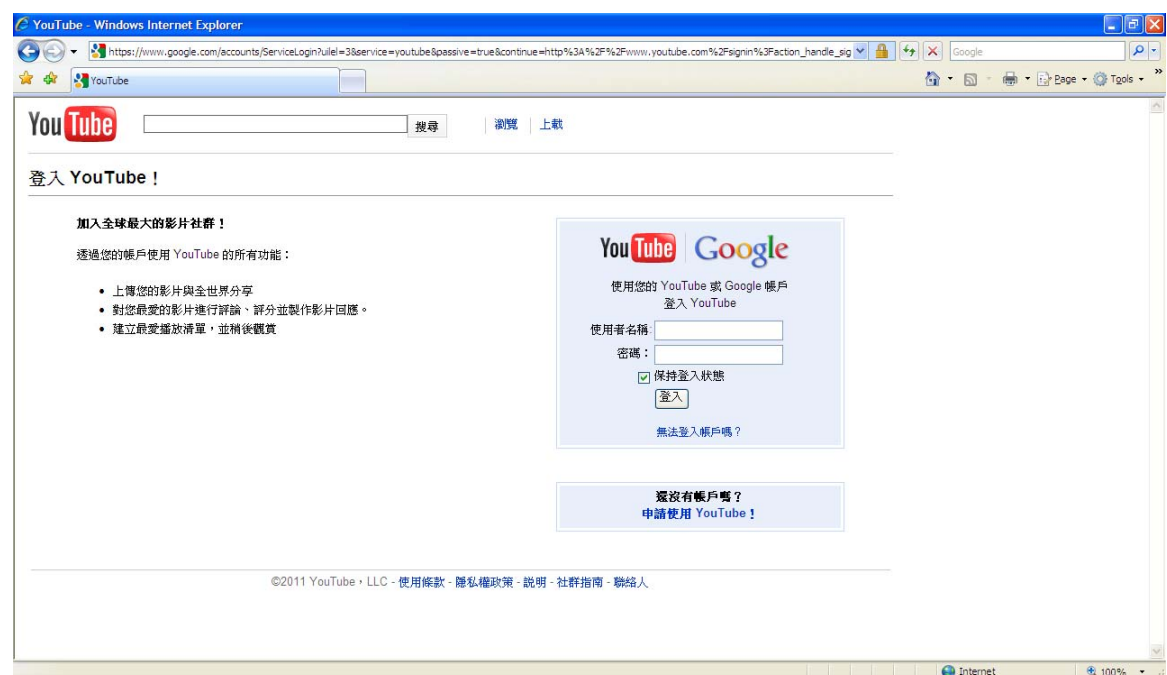 YouTube - Windows Internet Explorer
https://www.google.com/accounts/ServiceLogin?uilel=3&service=youtube&passive=true&continue=http%3A%2F%2Fwww.youtube.com%2Fsignin%3Faction_handle_sig
Google
YouTube
Page Tools
YouTube 搜尋 瀏覽 上載
登入 YouTube！
加入全球最大的影片社群！
透過您的帳戶使用 YouTube 的所有功能：
• 上傳您的影片與全世界分享
• 對您最愛的影片進行評論、評分並製作影片回應。
• 建立最愛播放清單，並稍後觀賞
YouTube Google
使用您的 YouTube 或 Google 帳戶
登入 YouTube
使用者名稱:
密碼：
保持登入狀態
登入
無法登入帳戶嗎？
還沒有帳戶嗎？
申請使用 YouTube！
©2011 YouTube，LLC - 使用條款 - 隱私權政策 - 説明 - 社群指南 - 聯絡人
Internet 100%